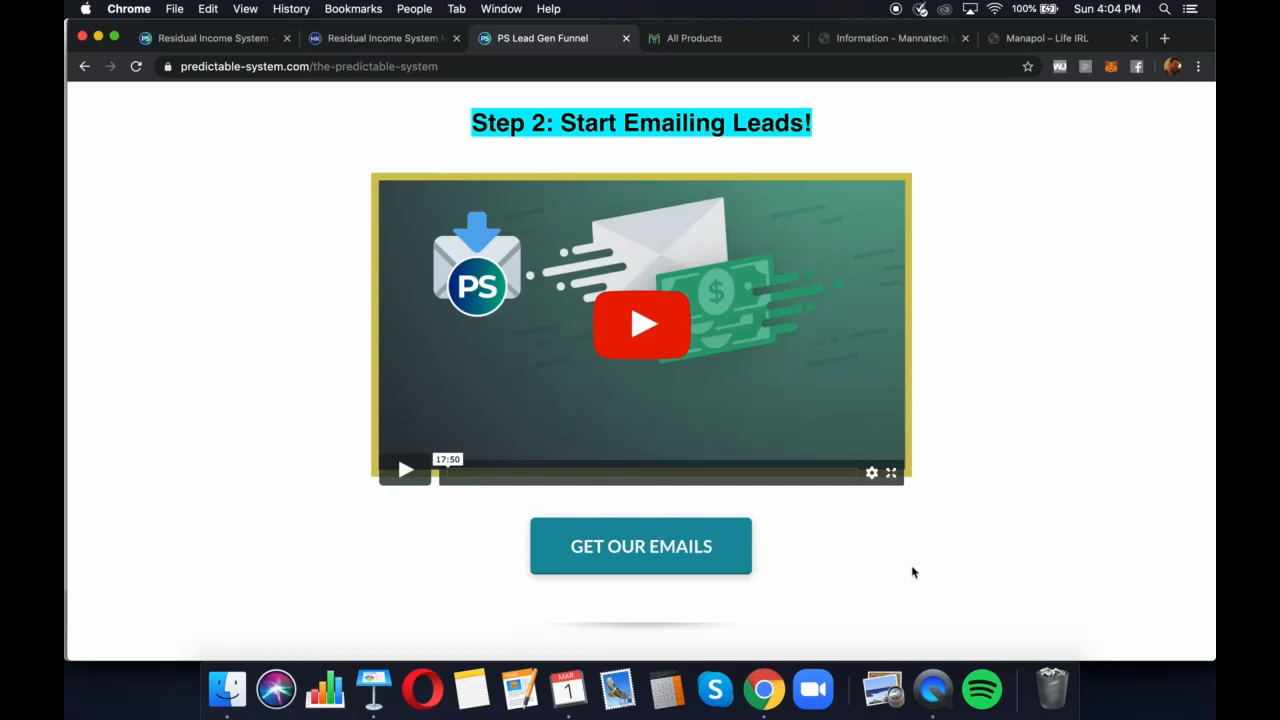 Chrome File Edit View History Bookmarks People Tab Window Help 100% Sun 4:04 PM
Residual Income System - Residual Income System M PS Lead Gen Funnel All Products Information - Mannatech Manapol – Life IRL
predictable-system.com/the-predictable-system
Step 2: Start Emailing Leads!
PS
$
17:50
GET OUR EMAILS
MAR
1